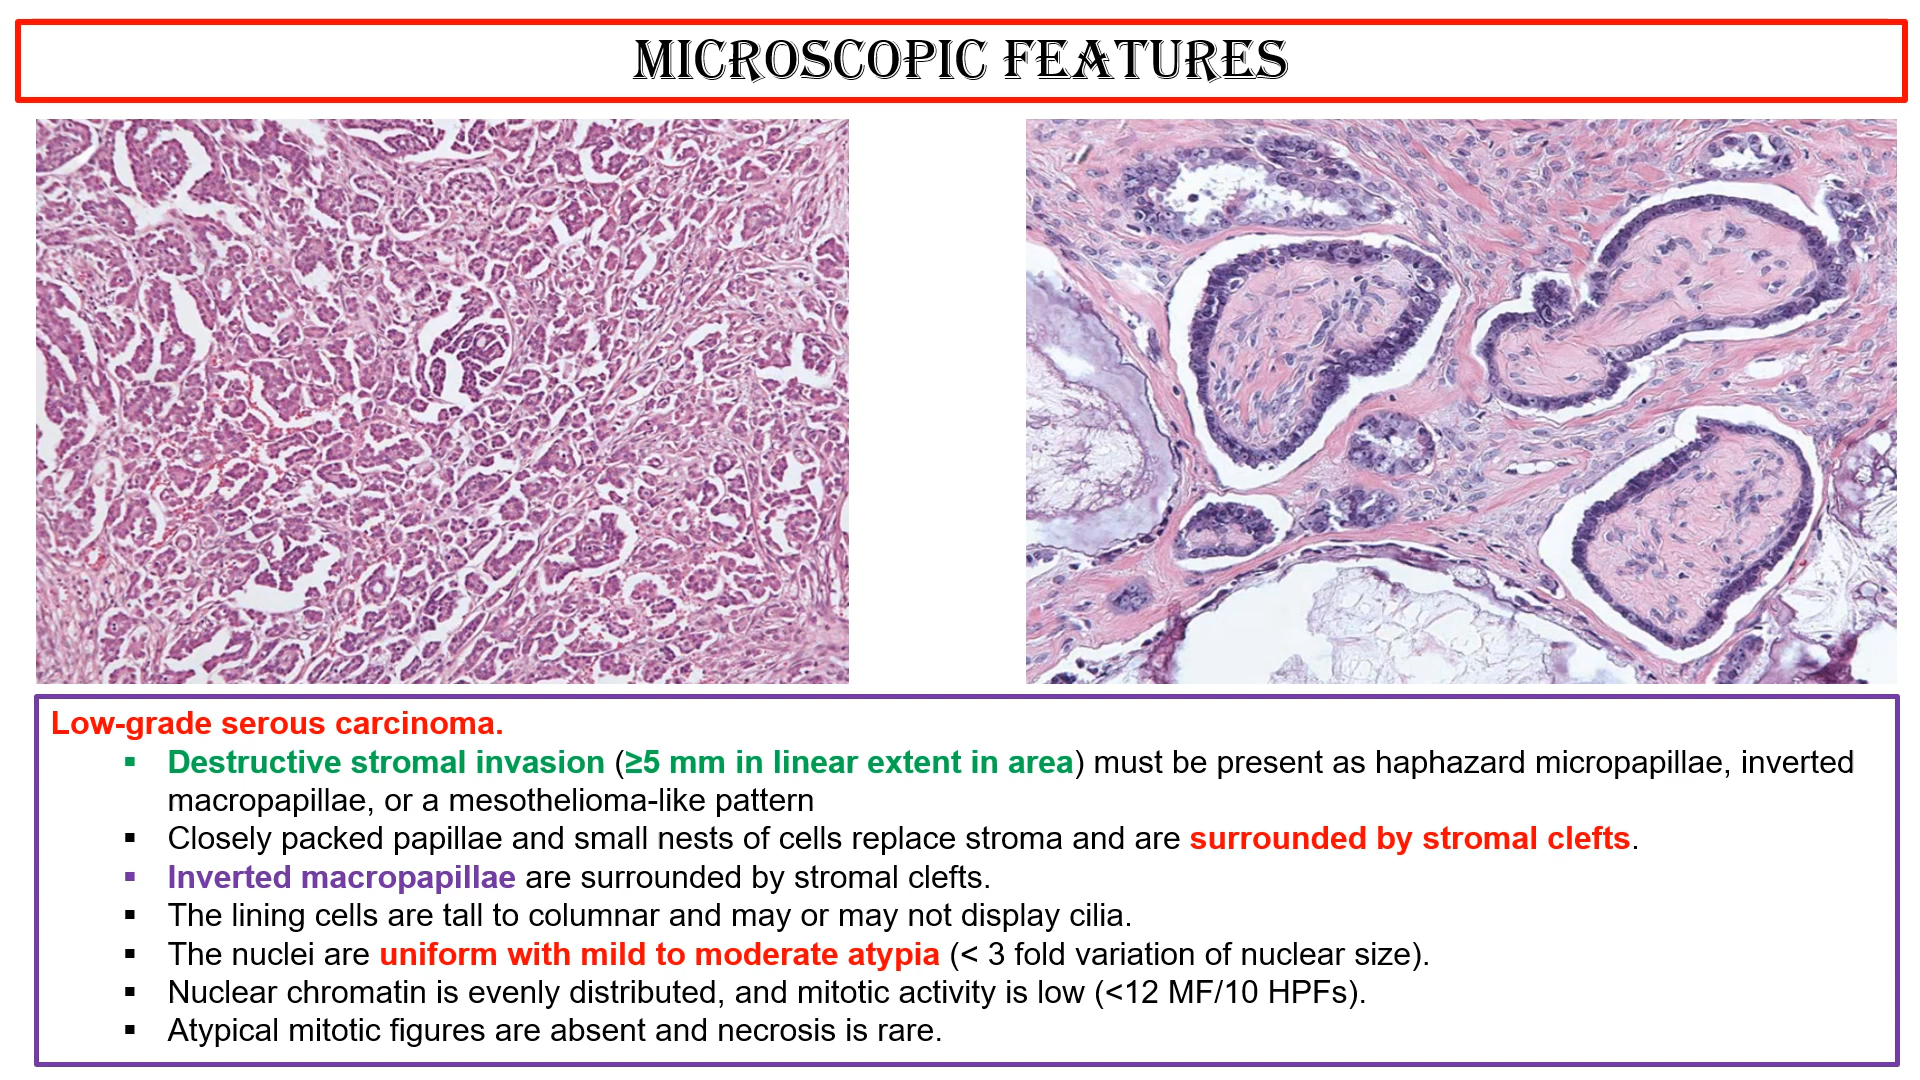 MICROSCOPIC FEATURES
Low-grade serous carcinoma.
▪ Destructive stromal invasion (≥5 mm in linear extent in area) must be present as haphazard micropapillae, inverted
macropapillae, or a mesothelioma-like pattern
▪ Closely packed papillae and small nests of cells replace stroma and are surrounded by stromal clefts.
▪ Inverted macropapillae are surrounded by stromal clefts.
▪ The lining cells are tall to columnar and may or may not display cilia.
▪ The nuclei are uniform with mild to moderate atypia (< 3 fold variation of nuclear size).
▪ Nuclear chromatin is evenly distributed, and mitotic activity is low (<12 MF/10 HPFs).
▪ Atypical mitotic figures are absent and necrosis is rare.